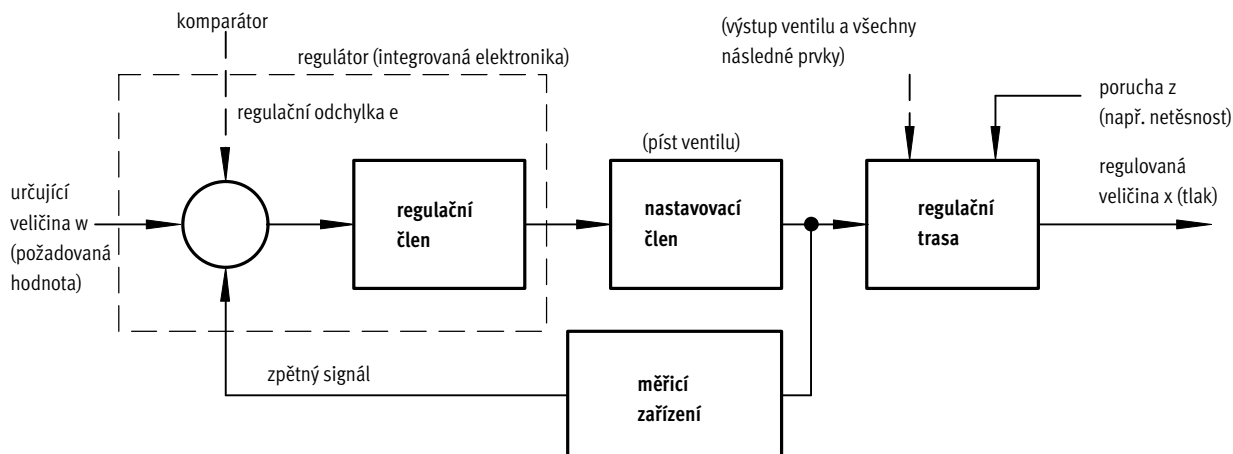 komparátor
regulátor (integrovaná elektronika)
(výstup ventilu a všechny
následné prvky)
porucha z
(např. netěsnost)
regulační odchylka e
(píst ventilu)
určující
veličina w
(požadovaná
hodnota)
regulační
člen
nastavovací
člen
regulační
trasa
regulovaná
veličina x (tlak)
zpětný signál
měřicí
zařízení